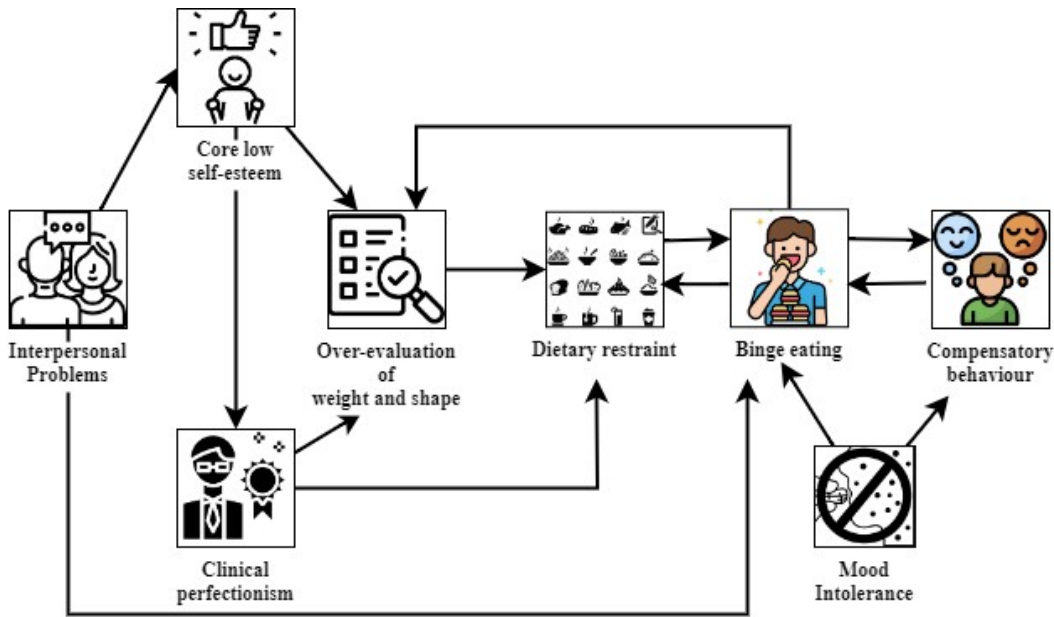 Core low
self-esteem
Interpersonal
Problems
Over-evaluation
of
weight and shape
Dietary restraint
Binge eating
Compensatory
behaviour
Clinical
perfectionism
Mood
Intolerance